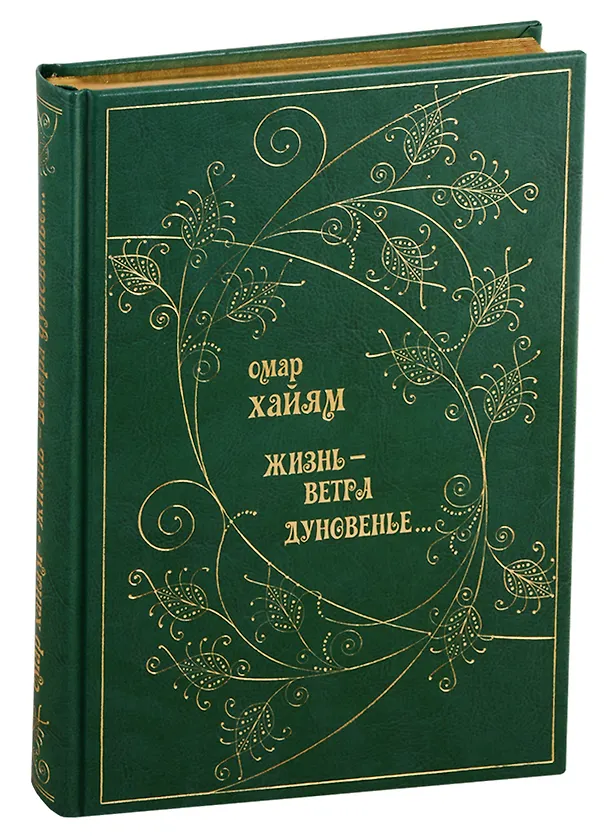 омар
хайям
жизнь –
ветра
дуновенье...